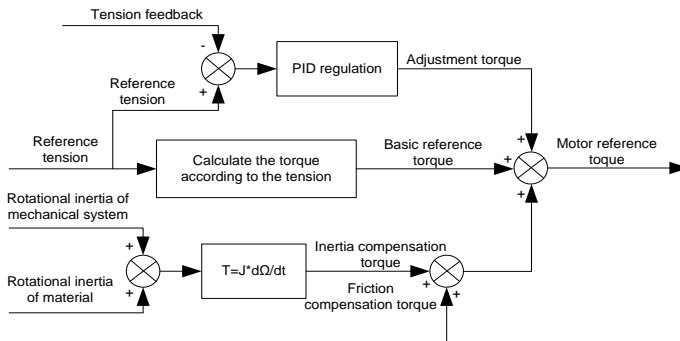 Tension feedback
-
PID regulation
Adjustment torque
Reference
tension
+
Reference
tension
Calculate the torque
according to the tension
Basic reference
torque
+
+
+
Motor reference
toque
Rotational inertia of
mechanical system
+
Rotational inertia
of material
+
T=J*dΩ/dt
Inertia compensation
torque
+
Friction
compensation torque
+